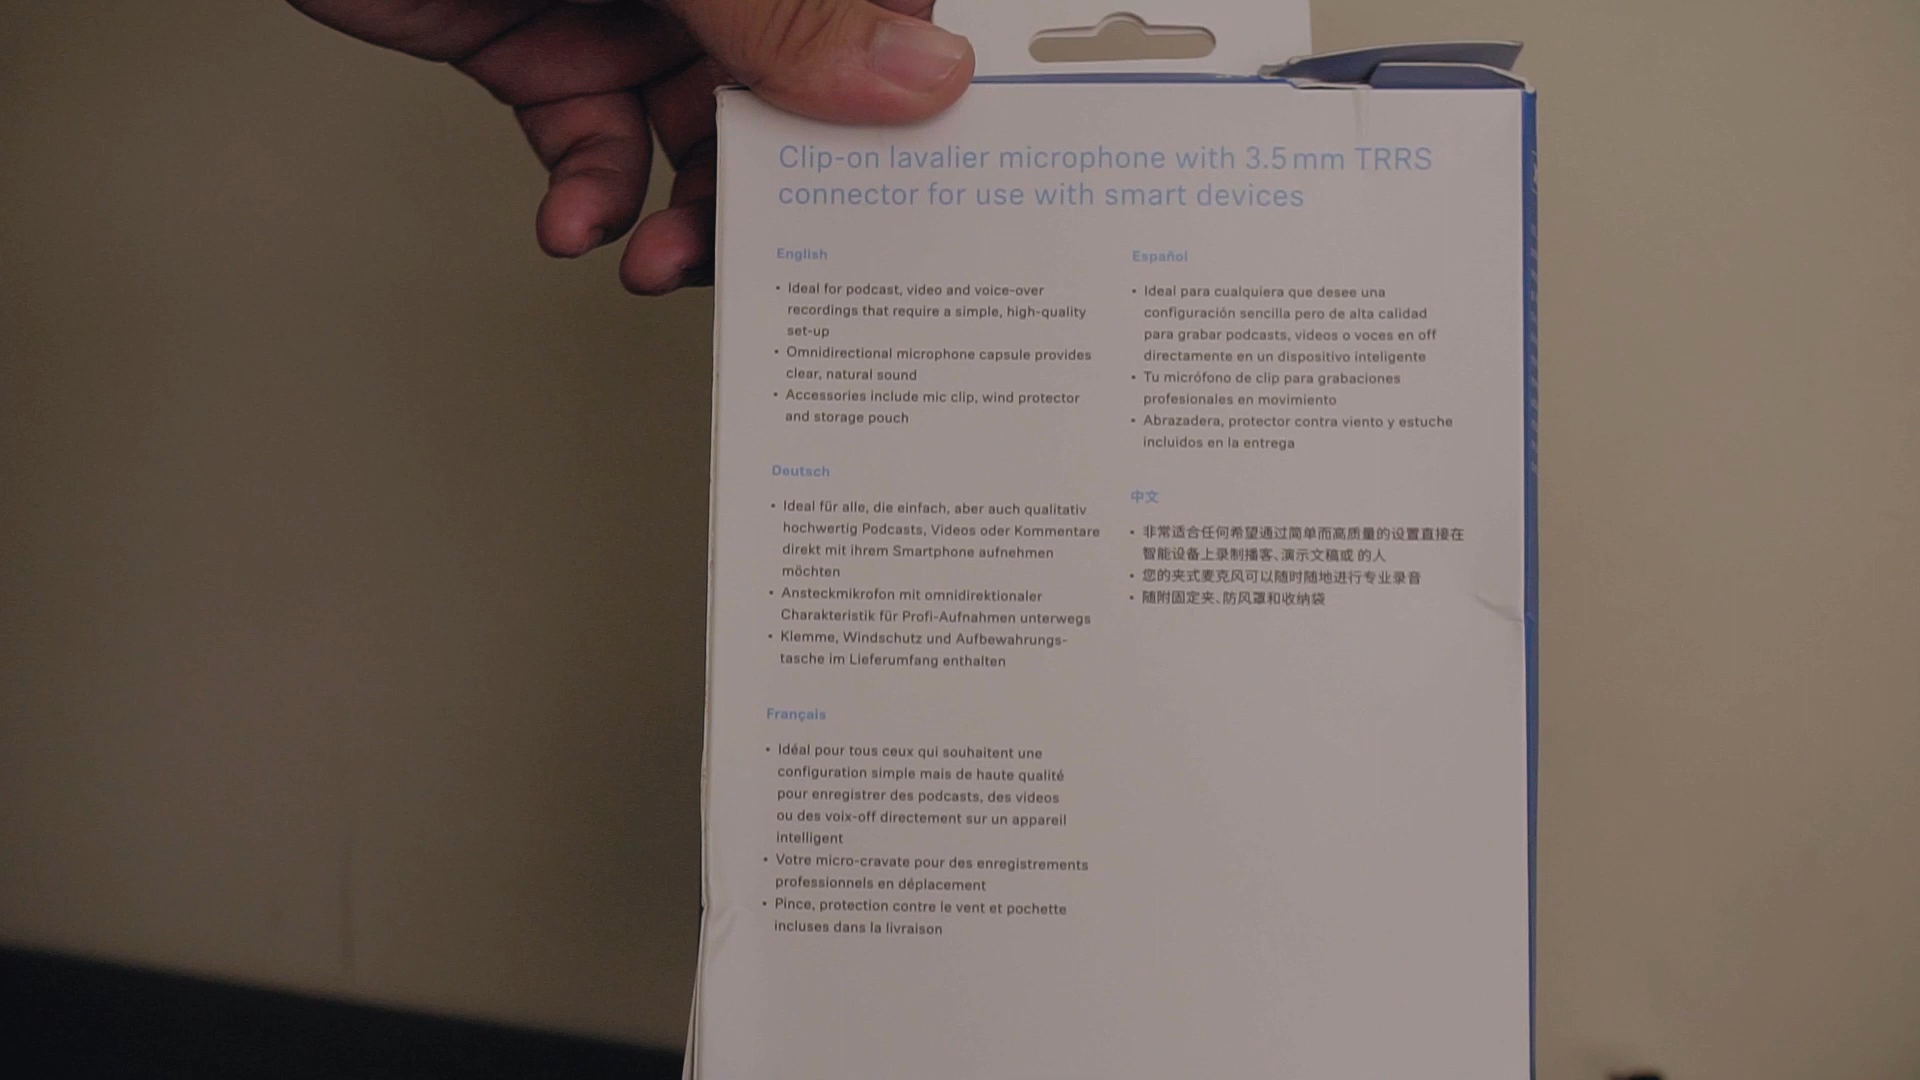 Clip-on lavalier microphone with 3.5 mm TRRS
connector for use with smart devices
English
• Ideal for podcast, video and voice-over
recordings that require a simple, high-quality
set-up
• Omnidirectional microphone capsule provides
clear, natural sound
• Accessories include mic clip, wind protector
and storage pouch
Deutsch
• Ideal für alle, die einfach, aber auch qualitativ
hochwertig Podcasts, Videos oder Kommentare
direkt mit ihrem Smartphone aufnehmen
möchten
• Ansteckmikrofon mit omnidirektionaler
Charakteristik für Profi-Aufnahmen unterwegs
• Klemme, Windschutz und Aufbewahrungs-
tasche im Lieferumfang enthalten
Français
• Idéal pour tous ceux qui souhaitent une
configuration simple mais de haute qualité
pour enregistrer des podcasts, des videos
ou des voix-off directement sur un appareil
intelligent
• Votre micro-cravate pour des enregistrements
professionnels en déplacement
• Pince, protection contre le vent et pochette
incluses dans la livraison
Español
• Ideal para cualquiera que desee una
configuración sencilla pero de alta calidad
para grabar podcasts, videos o voces en off
directamente en un dispositivo inteligente
• Tu micrófono de clip para grabaciones
profesionales en movimiento
• Abrazadera, protector contra viento y estuche
incluidos en la entrega
中文
• 非常适合任何希望通过简单而高质量的设置直接在
智能设备上录制播客、演示文稿或 的人
• 您的夹式麦克风可以随时随地进行专业录音
• 随附固定夹、防风罩和收纳袋